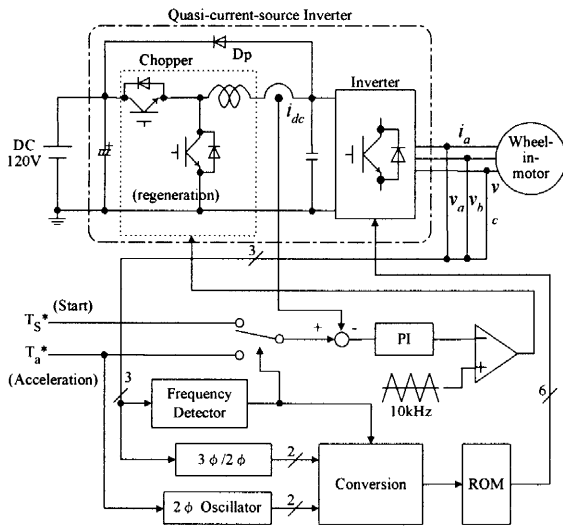 Quasi-current-source Inverter
Chopper
Dp
Inverter
DC
120V
i_dc
(regeneration)
i_a
v_a
v_b
v
c
Wheel-
in-
motor
3
(Start)
T_S*
T_a*
(Acceleration)
+
-
PI
−
+
10kHz
6
3
Frequency
Detector
3 φ /2 φ
2
2 φ Oscillator
2
Conversion
ROM